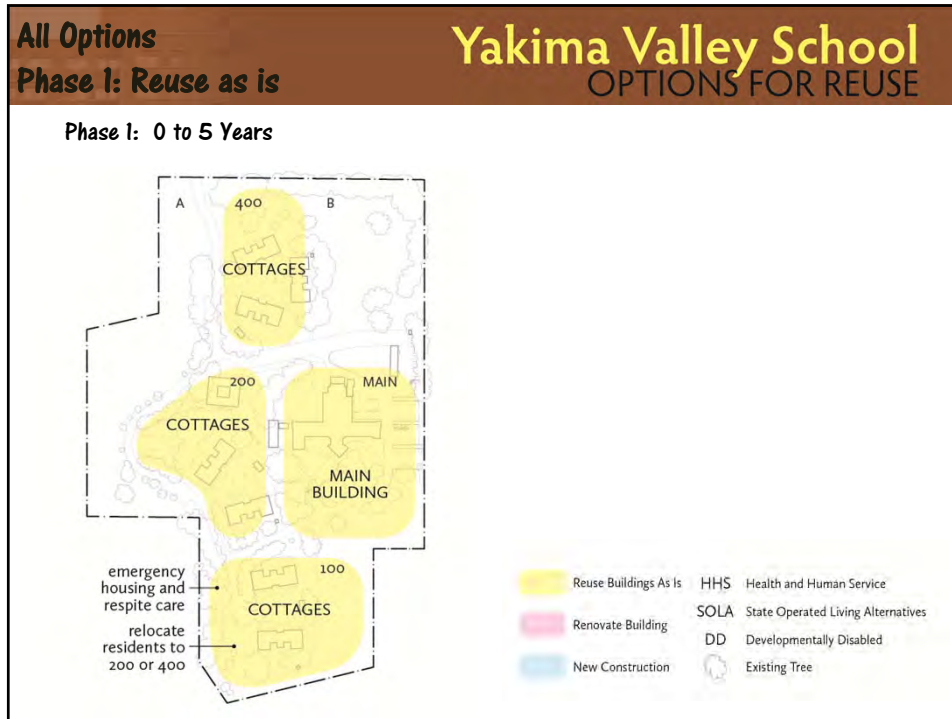 All Options
Phase 1: Reuse as is
Yakima Valley School
OPTIONS FOR REUSE
Phase 1: 0 to 5 Years
A
400
B
COTTAGES
200
MAIN
COTTAGES
MAIN
BUILDING
100
emergency
housing and
respite care
COTTAGES
relocate
residents to
200 or 400
Reuse Buildings As Is
HHS Health and Human Service
Renovate Building
SOLA State Operated Living Alternatives
DD Developmentally Disabled
New Construction
Existing Tree